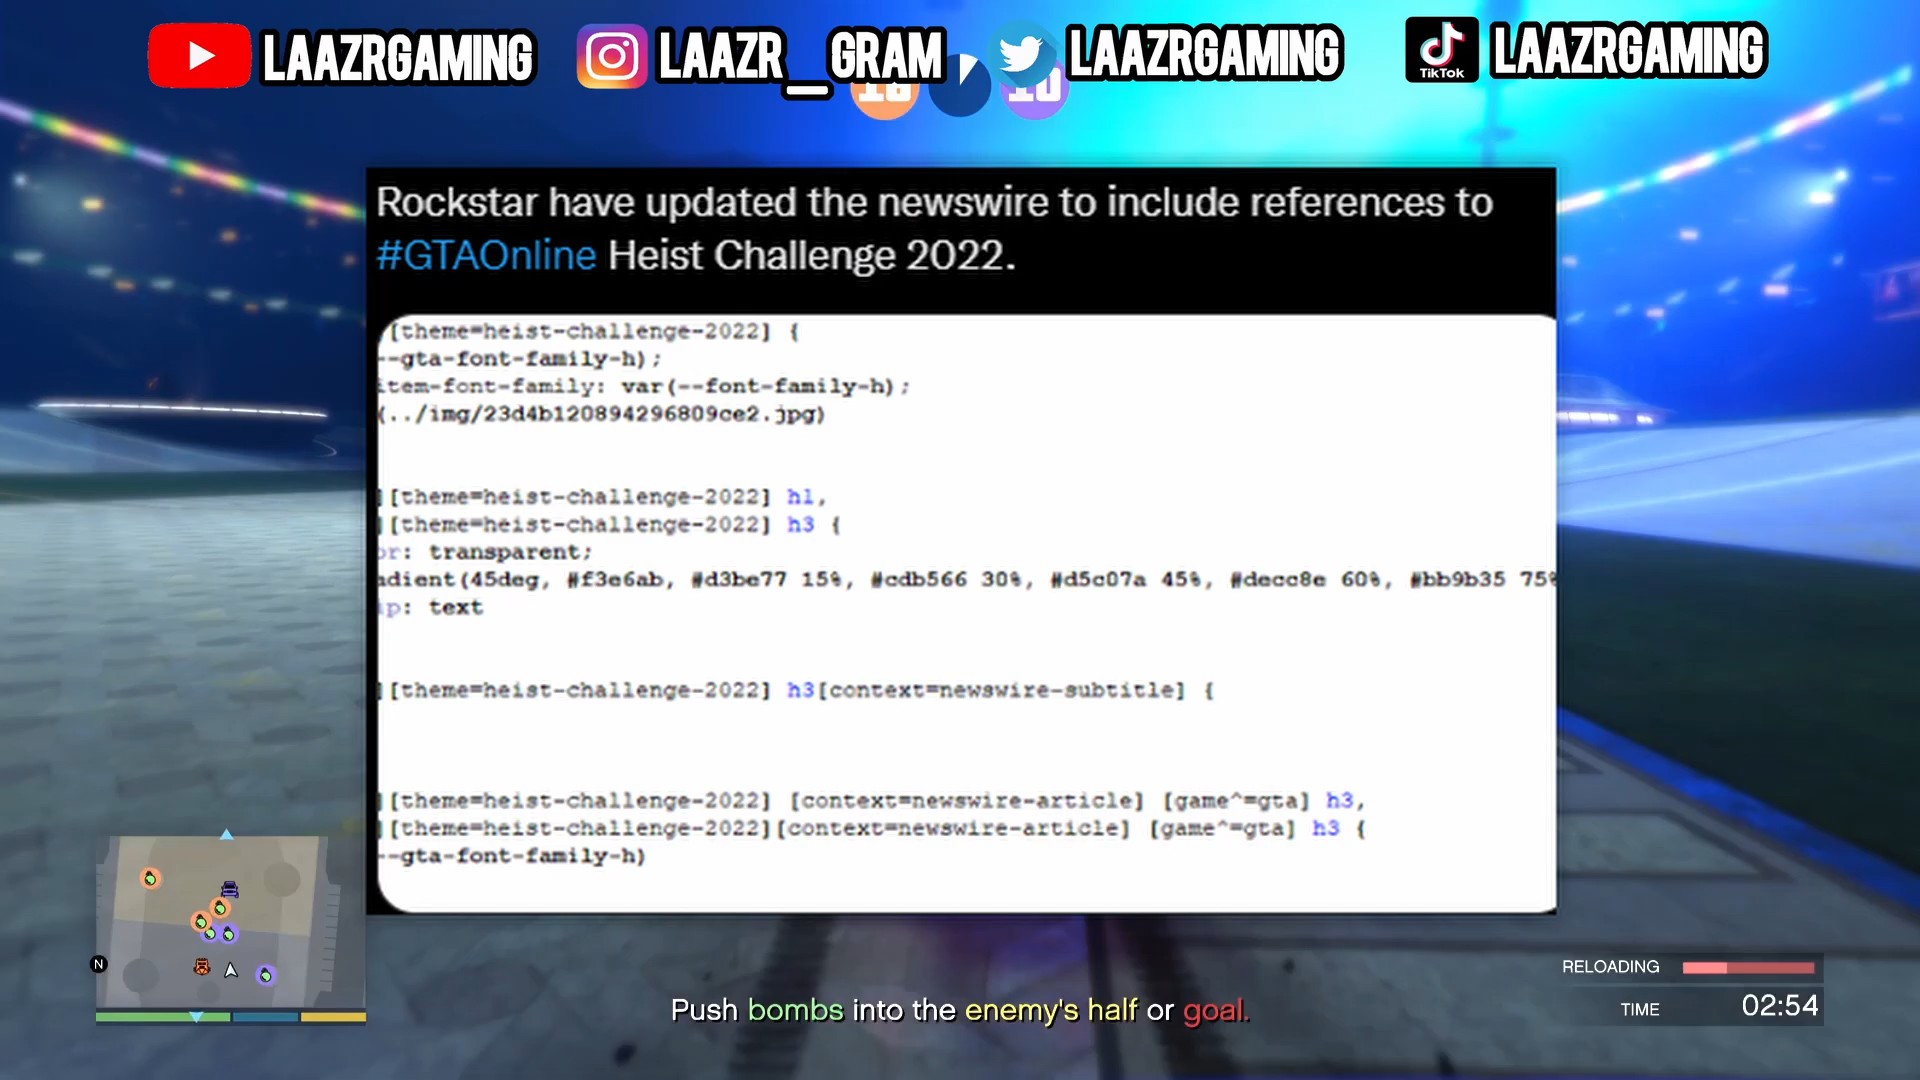 LAAZRGAMING
LAAZR_GRAM
LAAZRGAMING
TikTok
LAAZRGAMING
10
Rockstar have updated the newswire to include references to
#GTAOnline Heist Challenge 2022.
[theme=heist-challenge-2022] {
--gta-font-family-h);
item-font-family: var(--font-family-h);
(../img/23d4b120894296809ce2.jpg)
][theme=heist-challenge-2022] h1,
][theme=heist-challenge-2022] h3 {
or: transparent;
adient(45deg, #f3e6ab, #d3be77 15%, #cdb566 30%, #d5c07a 45%, #decc8e 60%, #bb9b35 75%
ip: text
][theme=heist-challenge-2022] h3[context=newswire-subtitle] {
][theme=heist-challenge-2022] [context=newswire-article] [game^=gta] h3,
][theme=heist-challenge-2022][context=newswire-article] [game^=gta] h3 {
--gta-font-family-h)
N
RELOADING
TIME 02:54
Push bombs into the enemy's half or goal.